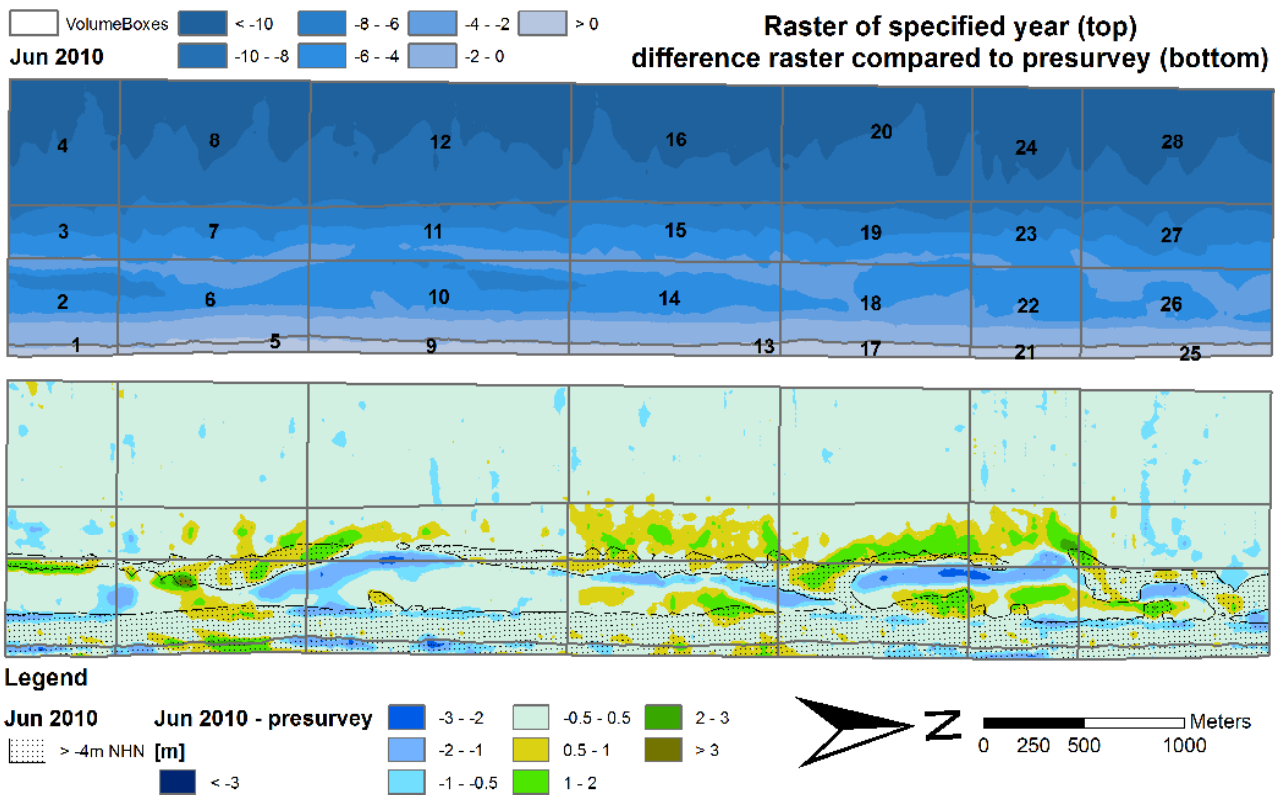 VolumeBoxes < -10 -8 - -6 -4 - -2 > 0
Jun 2010 -10 - -8 -6 - -4 -2 - 0
Raster of specified year (top)
difference raster compared to presurvey (bottom)
4 8 12 16 20 24 28
3 7 11 15 19 23 27
2 6 10 14 18 22 26
1 5 9 13 17 21 25
Legend
Jun 2010 Jun 2010 - presurvey
> -4m NHN [m]
< -3
-3 - -2
-2 - -1
-1 - -0.5
-0.5 - 0.5
0.5 - 1
1 - 2
2 - 3
> 3
N
Meters
0 250 500 1000